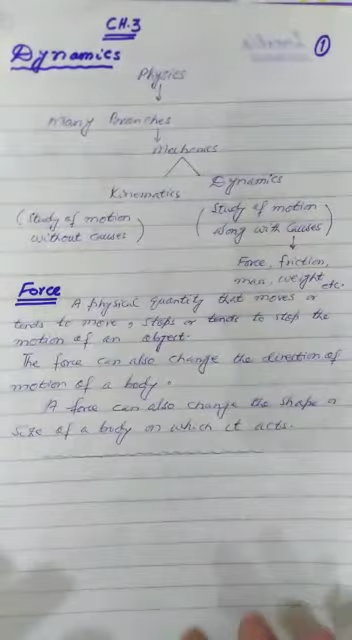 CH.3
Dynamics
1
Physics
Many Branches
Mechanics
Kinematics
(Study of motion
without causes)
Dynamics
(Study of motion
along with causes)
Force, friction,
mass, weight etc.
Force
A physical quantity that moves or
tends to move, stops or tends to stop the
motion of an object.
The force can also change the direction of
motion of a body.
A force can also change the shape or
size of a body on which it acts.